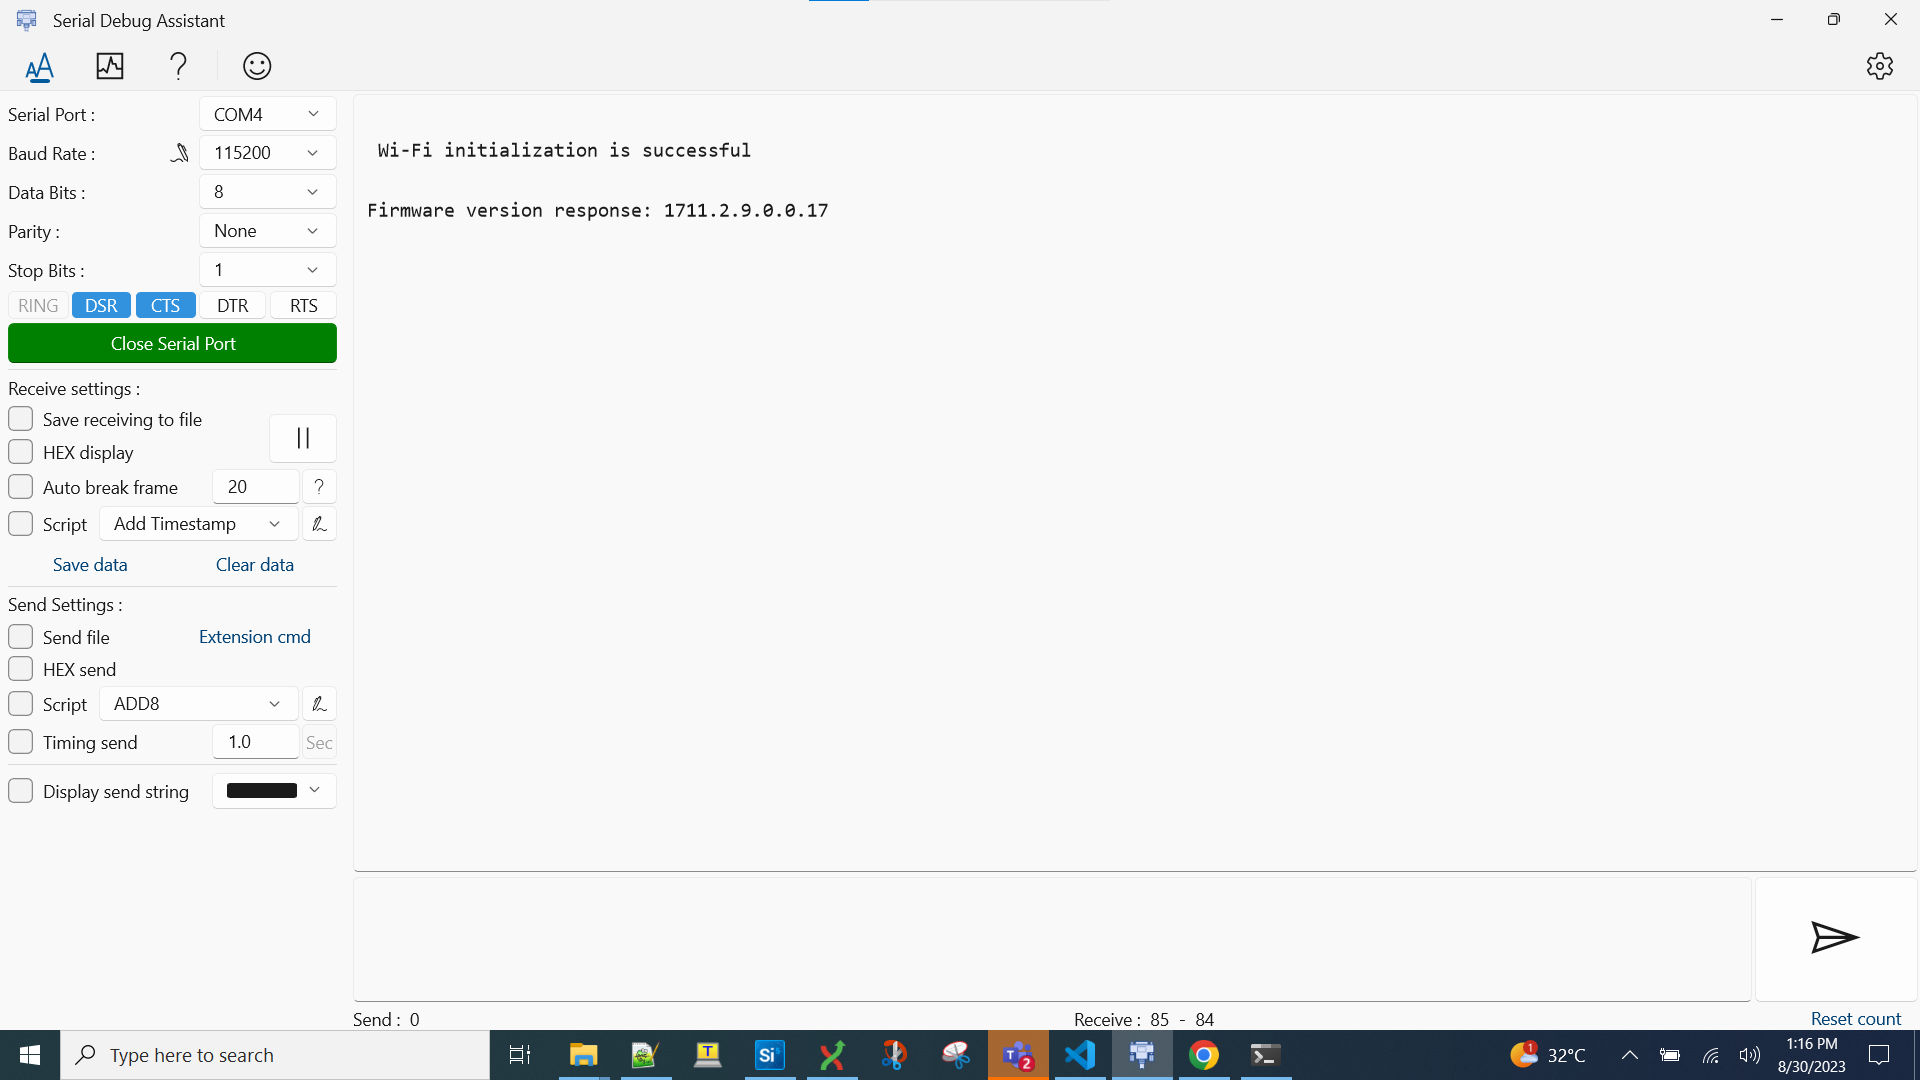 Serial Debug Assistant
Serial Port :
COM4
Baud Rate :
115200
Data Bits :
8
Parity :
None
Stop Bits :
1
RING DSR CTS DTR RTS
Close Serial Port
Receive settings :
Save receiving to file
HEX display
Auto break frame
20
?
Script
Add Timestamp
Save data
Clear data
Send Settings :
Send file
Extension cmd
HEX send
Script
ADD8
Timing send
1.0
Sec
Display send string
Wi-Fi initialization is successful
Firmware version response: 1711.2.9.0.0.17
Send : 0
Receive : 85 - 84
Reset count
Type here to search
T
Si
T
2
1
32°C
1:16 PM
8/30/2023